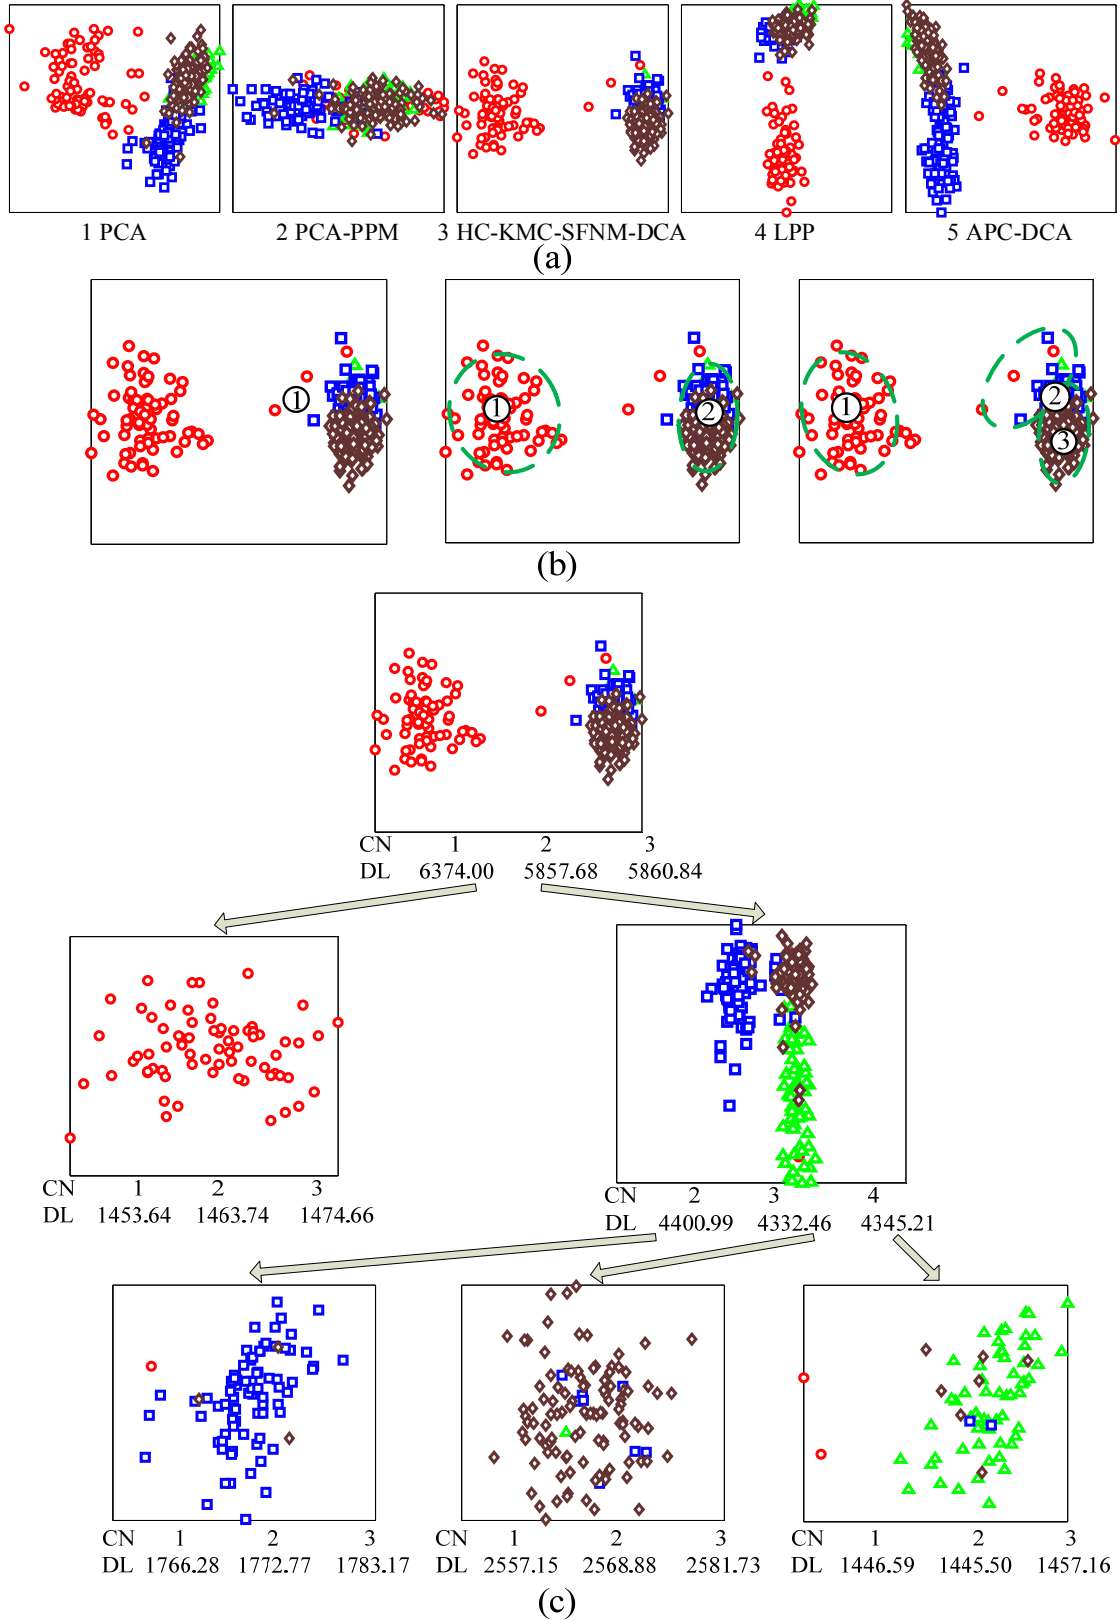 1 PCA 2 PCA-PPM 3 HC-KMC-SFNM-DCA 4 LPP 5 APC-DCA
(a)
1 1 2 1 2 3
(b)
CN 1 2 3
DL 6374.00 5857.68 5860.84
CN 1 2 3
DL 1453.64 1463.74 1474.66
CN 2 3 4
DL 4400.99 4332.46 4345.21
CN 1 2 3
DL 1766.28 1772.77 1783.17
CN 1 2 3
DL 2557.15 2568.88 2581.73
CN 1 2 3
DL 1446.59 1445.50 1457.16
(c)